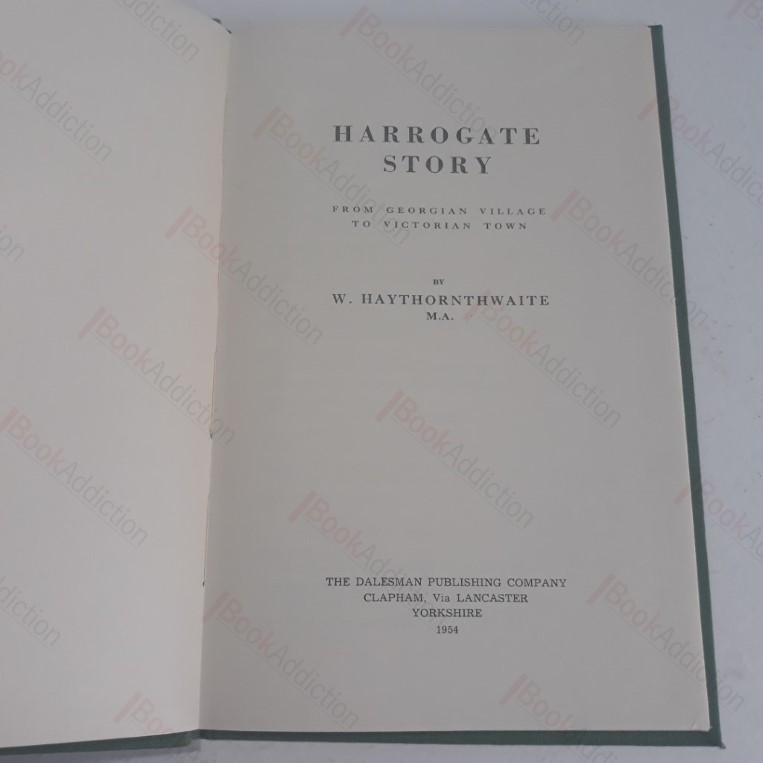 HARROGATE
STORY
FROM GEORGIAN VILLAGE
TO VICTORIAN TOWN
BY
W. HAYTHORNTHWAITE
M.A.
THE DALESMAN PUBLISHING COMPANY
CLAPHAM, Via LANCASTER
YORKSHIRE
1954
BookAddiction